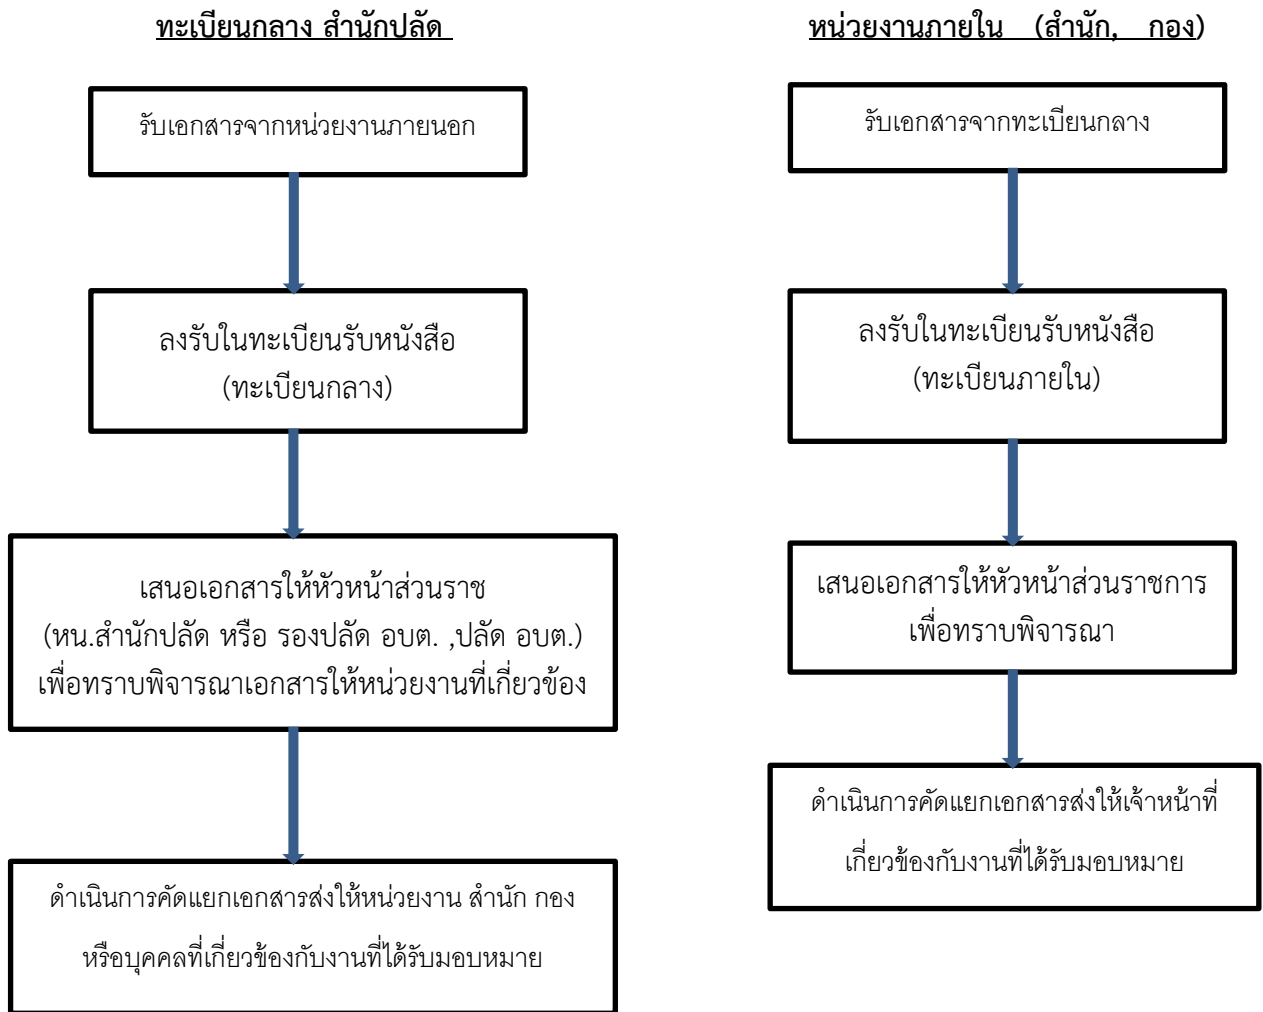 ทะเบียนกลาง สำนักปลัด
รับเอกสารจากหน่วยงานภายนอก
ลงรับในทะเบียนรับหนังสือ
(ทะเบียนกลาง)
เสนอเอกสารให้หัวหน้าส่วนราช
(หน.สำนักปลัด หรือ รองปลัด อบต. ,ปลัด อบต.)
เพื่อทราบพิจารณาเอกสารให้หน่วยงานที่เกี่ยวข้อง
ดำเนินการคัดแยกเอกสารส่งให้หน่วยงาน สำนัก กอง
หรือบุคคลที่เกี่ยวข้องกับงานที่ได้รับมอบหมาย
หน่วยงานภายใน (สำนัก, กอง)
รับเอกสารจากทะเบียนกลาง
ลงรับในทะเบียนรับหนังสือ
(ทะเบียนภายใน)
เสนอเอกสารให้หัวหน้าส่วนราชการ
เพื่อทราบพิจารณา
ดำเนินการคัดแยกเอกสารส่งให้เจ้าหน้าที่
เกี่ยวข้องกับงานที่ได้รับมอบหมาย